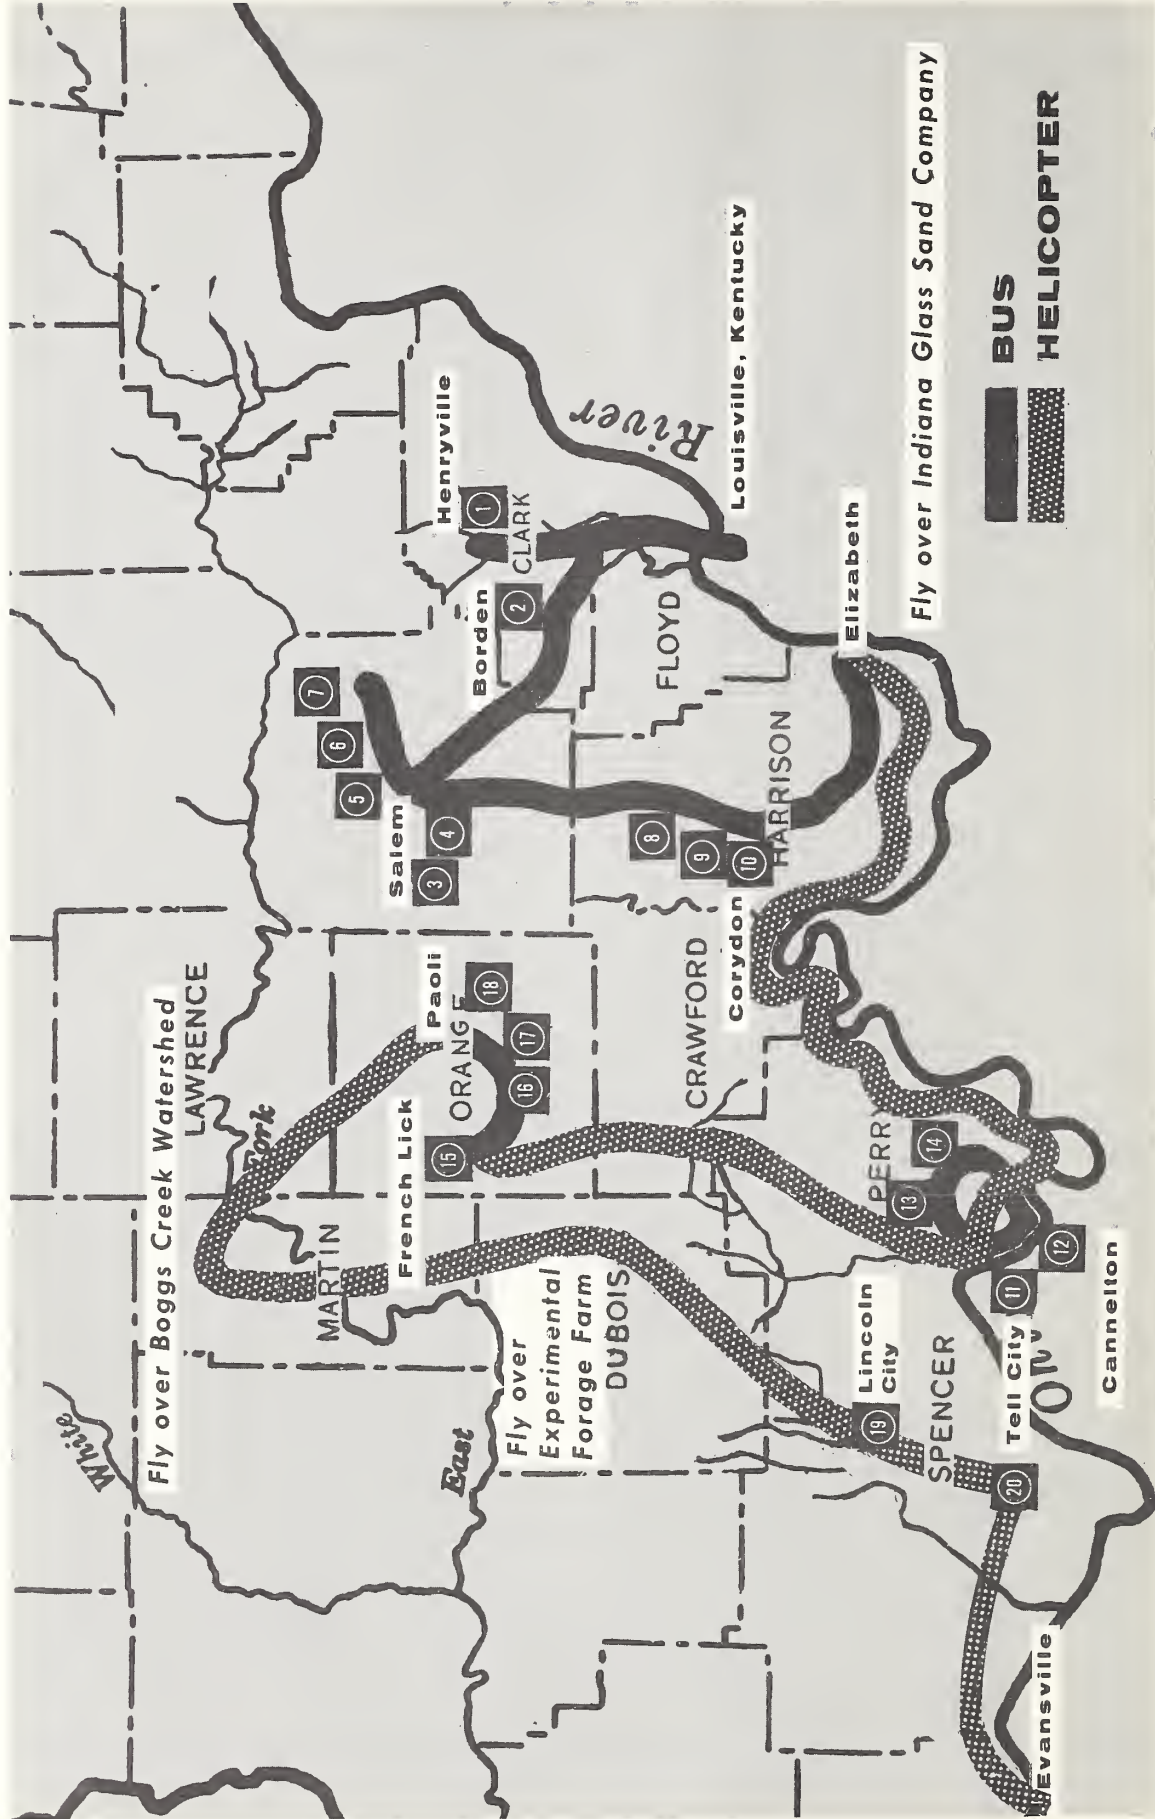 Fly over Boggs Creek Watershed
White
Fork
East
LAWRENCE
MARTIN
French Lick
Paoli
ORANGE
15
16
17
18
Salem
3
4
5
6
7
Borden
2
Henryville
1
CLARK
FLOYD
River
Louisville, Kentucky
Elizabeth
HARRISON
8
9
10
Corydon
CRAWFORD
Fly over
Experimental
Forage Farm
DUBOIS
PERRY
13
14
Lincoln
City
19
SPENCER
20
Tell City
11
12
Cannelton
Evansville
Fly over Indiana Glass Sand Company
BUS
HELICOPTER